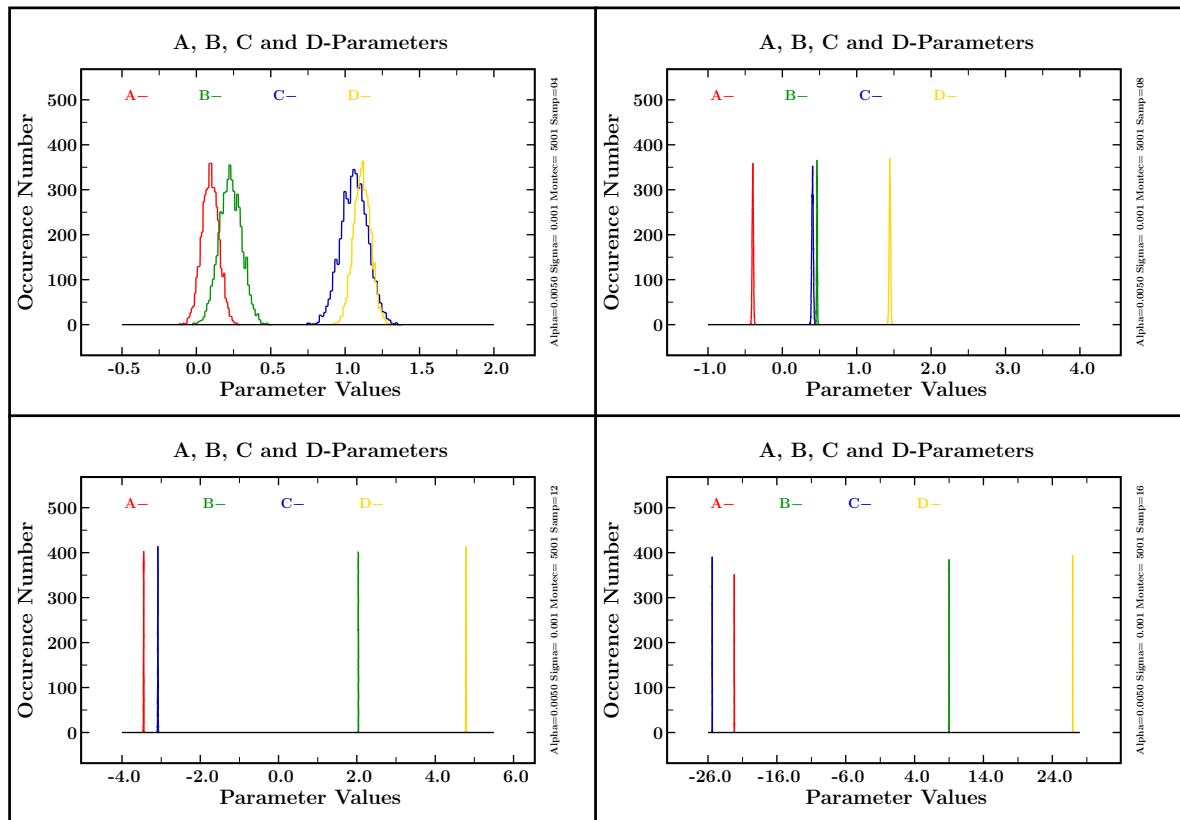 A, B, C and D-Parameters
A− B− C− D−
500
400
300
200
100
0
Occurence Number
-0.5 0.0 0.5 1.0 1.5 2.0
Parameter Values
Alpha=0.0050 Sigma= 0.001 Montec= 5001 Samp=04
A, B, C and D-Parameters
A− B− C− D−
500
400
300
200
100
0
Occurence Number
-1.0 0.0 1.0 2.0 3.0 4.0
Parameter Values
Alpha=0.0050 Sigma= 0.001 Montec= 5001 Samp=08
A, B, C and D-Parameters
A− B− C− D−
500
400
300
200
100
0
Occurence Number
-4.0 -2.0 0.0 2.0 4.0 6.0
Parameter Values
Alpha=0.0050 Sigma= 0.001 Montec= 5001 Samp=12
A, B, C and D-Parameters
A− B− C− D−
500
400
300
200
100
0
Occurence Number
-26.0 -16.0 -6.0 4.0 14.0 24.0
Parameter Values
Alpha=0.0050 Sigma= 0.001 Montec= 5001 Samp=16